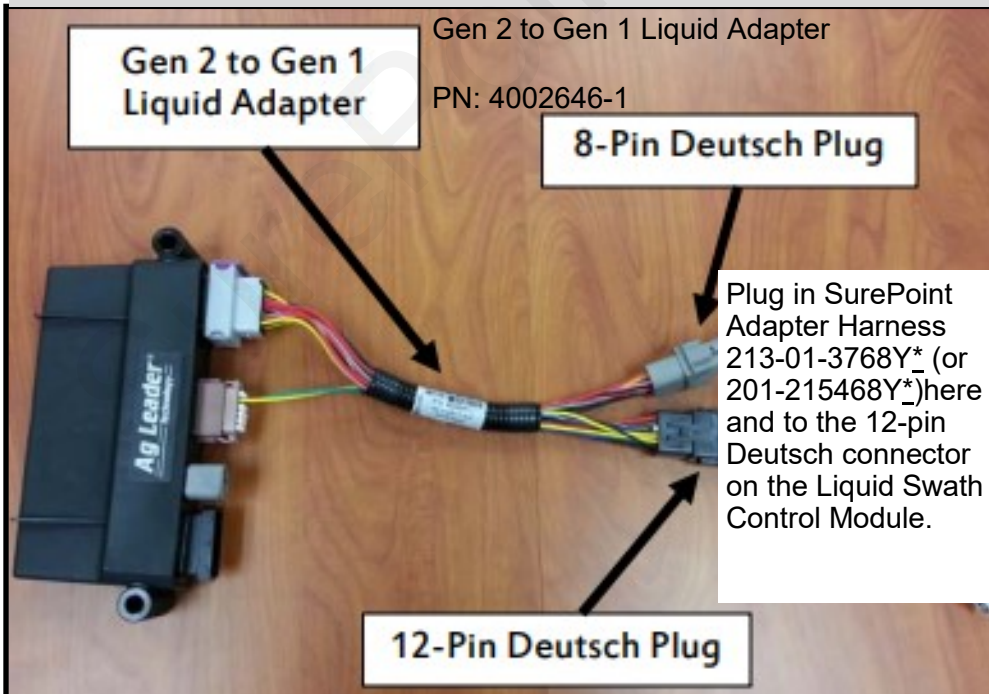 Gen 2 to Gen 1
Liquid Adapter
Gen 2 to Gen 1 Liquid Adapter
PN: 4002646-1
8-Pin Deutsch Plug
Plug in SurePoint
Adapter Harness
213-01-3768Y* (or
201-215468Y*)here
and to the 12-pin
Deutsch connector
on the Liquid Swath
Control Module.
Ag Leader
Technology
12-Pin Deutsch Plug